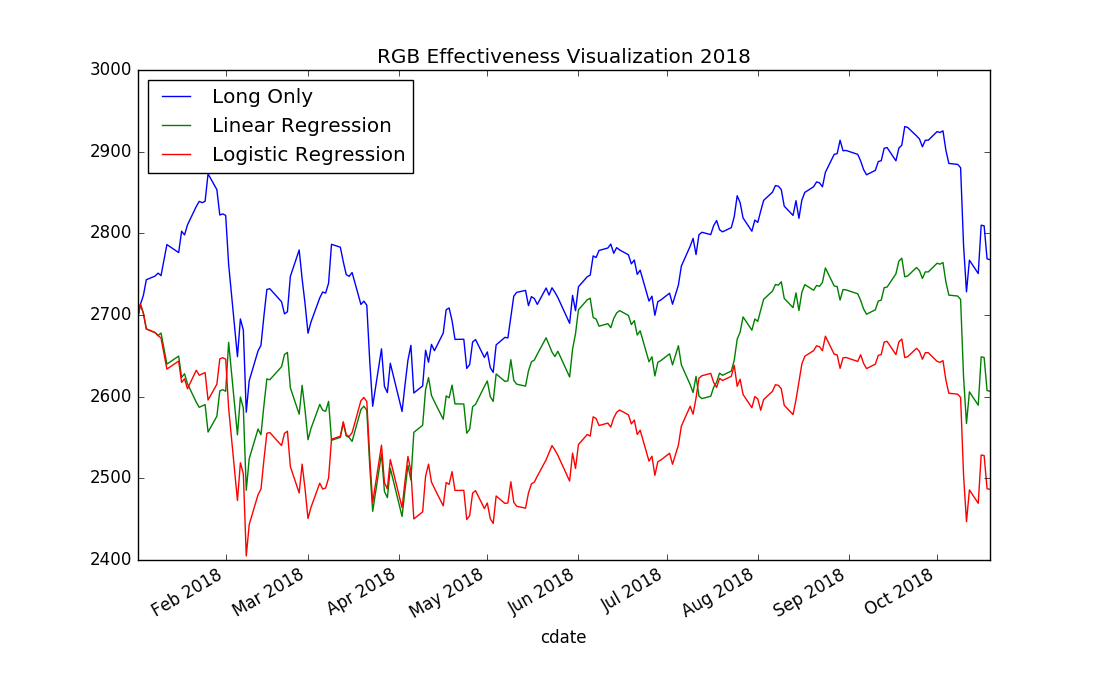 RGB Effectiveness Visualization 2018
3000
2900
2800
2700
2600
2500
2400
Long Only
Linear Regression
Logistic Regression
Feb 2018
Mar 2018
Apr 2018
May 2018
Jun 2018
Jul 2018
Aug 2018
Sep 2018
Oct 2018
cdate